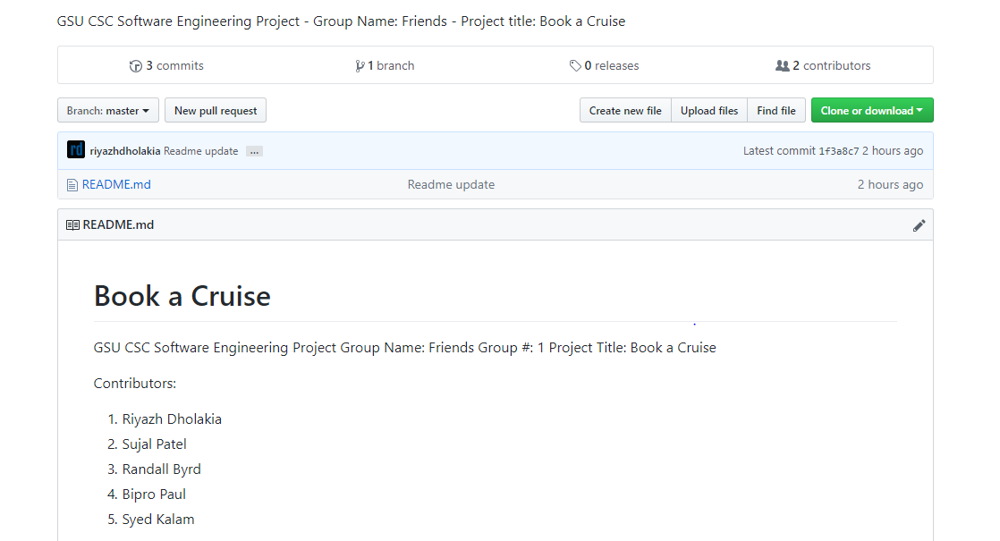 GSU CSC Software Engineering Project - Group Name: Friends - Project title: Book a Cruise
3 commits 1 branch 0 releases 2 contributors
Branch: master New pull request Create new file Upload files Find file Clone or download
rd riyazhdholakia Readme update ... Latest commit 1f3a8c7 2 hours ago
README.md Readme update 2 hours ago
README.md
Book a Cruise
GSU CSC Software Engineering Project Group Name: Friends Group #: 1 Project Title: Book a Cruise
Contributors:
1. Riyazh Dholakia
2. Sujal Patel
3. Randall Byrd
4. Bipro Paul
5. Syed Kalam